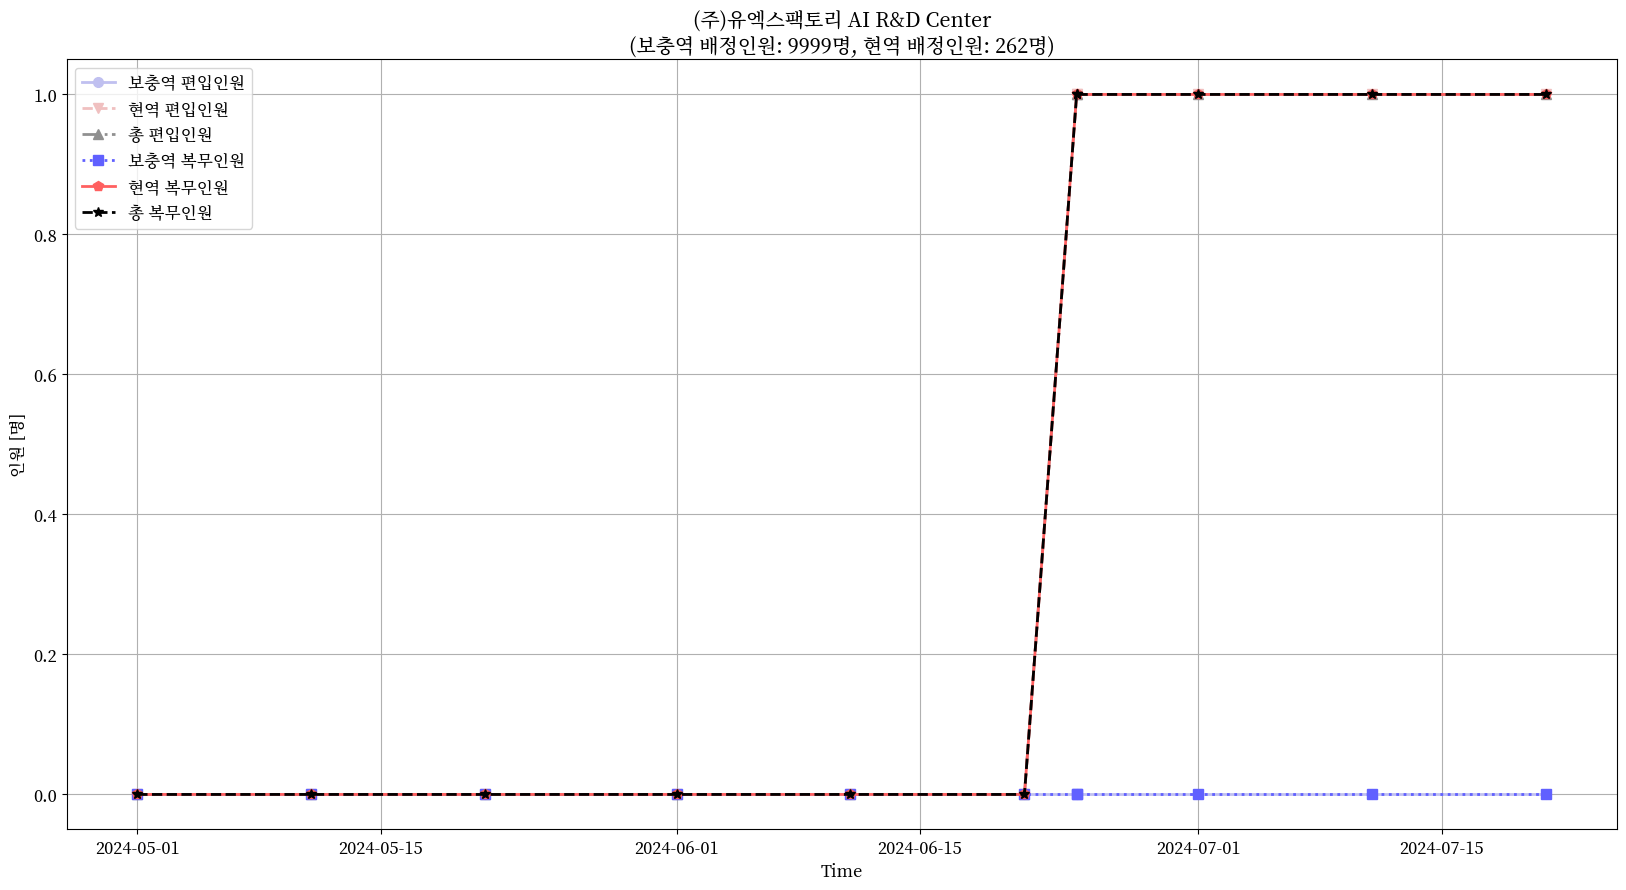 (주)유엑스팩토리 AI R&D Center
(보충역 배정인원: 9999명, 현역 배정인원: 262명)
보충역 편입인원
현역 편입인원
총 편입인원
보충역 복무인원
현역 복무인원
총 복무인원
1.0
0.8
0.6
0.4
0.2
0.0
인원 [명]
2024-05-01
2024-05-15
2024-06-01
2024-06-15
2024-07-01
2024-07-15
Time